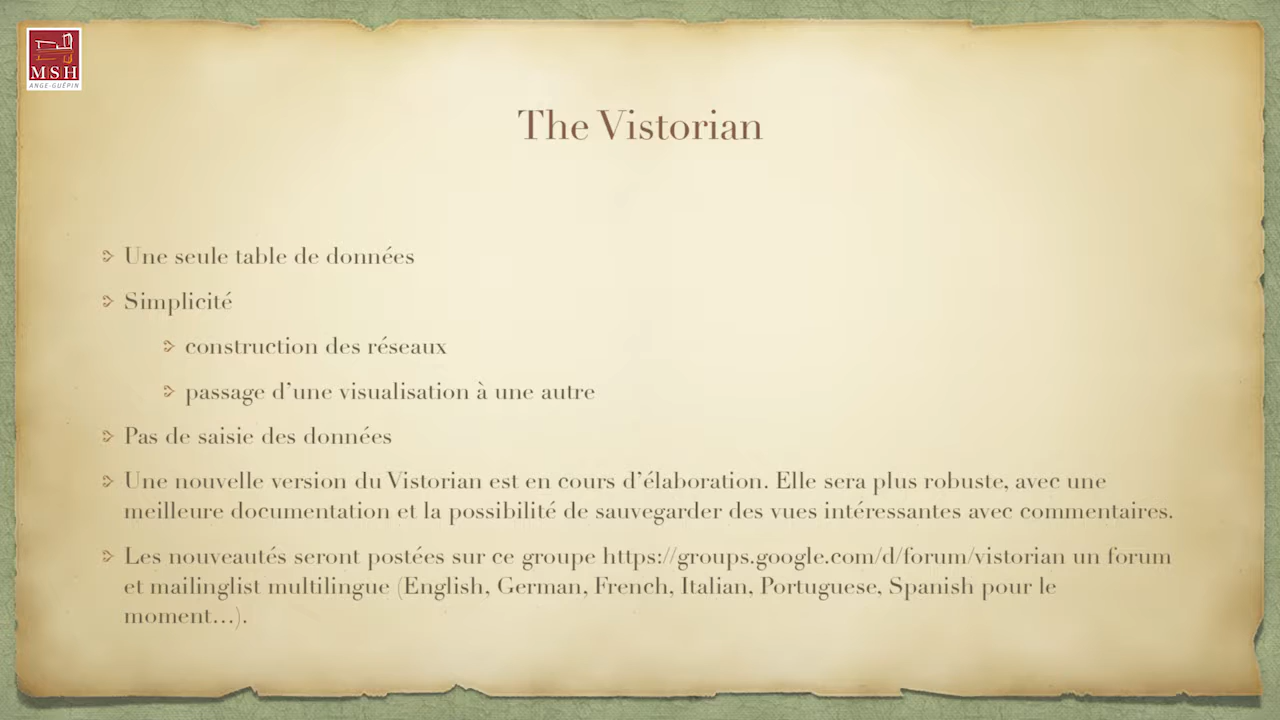 MSH
ANGE-GUÉPIN
The Vistorian
Une seule table de données
Simplicité
construction des réseaux
passage d’une visualisation à une autre
Pas de saisie des données
Une nouvelle version du Vistorian est en cours d’élaboration. Elle sera plus robuste, avec une
meilleure documentation et la possibilité de sauvegarder des vues intéressantes avec commentaires.
Les nouveautés seront postées sur ce groupe https://groups.google.com/d/forum/vistorian un forum
et mailinglist multilingue (English, German, French, Italian, Portuguese, Spanish pour le
moment…).